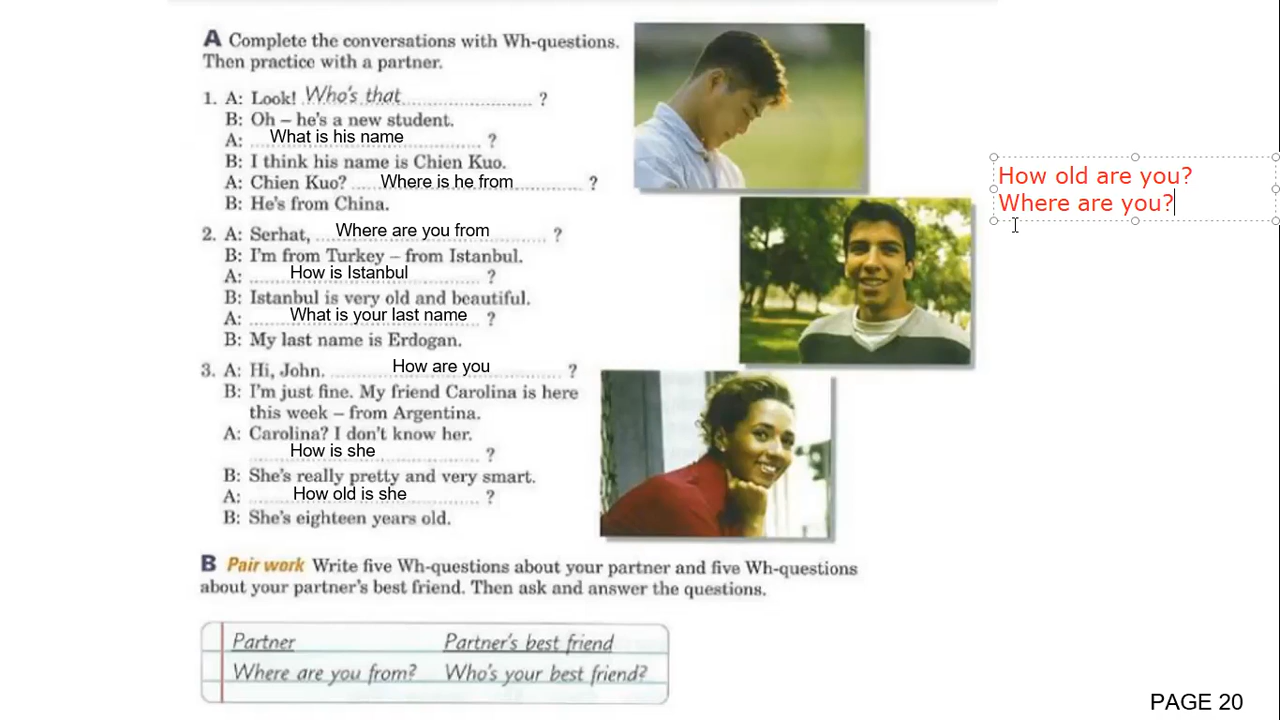 A Complete the conversations with Wh-questions.
Then practice with a partner.
1. A: Look! Who's that ?
B: Oh – he's a new student.
A: What is his name ?
B: I think his name is Chien Kuo.
A: Chien Kuo? Where is he from ?
B: He's from China.
2. A: Serhat, Where are you from ?
B: I'm from Turkey – from Istanbul.
A: How is Istanbul ?
B: Istanbul is very old and beautiful.
A: What is your last name ?
B: My last name is Erdogan.
3. A: Hi, John. How are you ?
B: I'm just fine. My friend Carolina is here
this week – from Argentina.
A: Carolina? I don't know her.
How is she ?
B: She's really pretty and very smart.
A: How old is she ?
B: She's eighteen years old.
How old are you?
Where are you?
B Pair work Write five Wh-questions about your partner and five Wh-questions
about your partner's best friend. Then ask and answer the questions.
Partner Partner's best friend
Where are you from? Who's your best friend?
PAGE 20